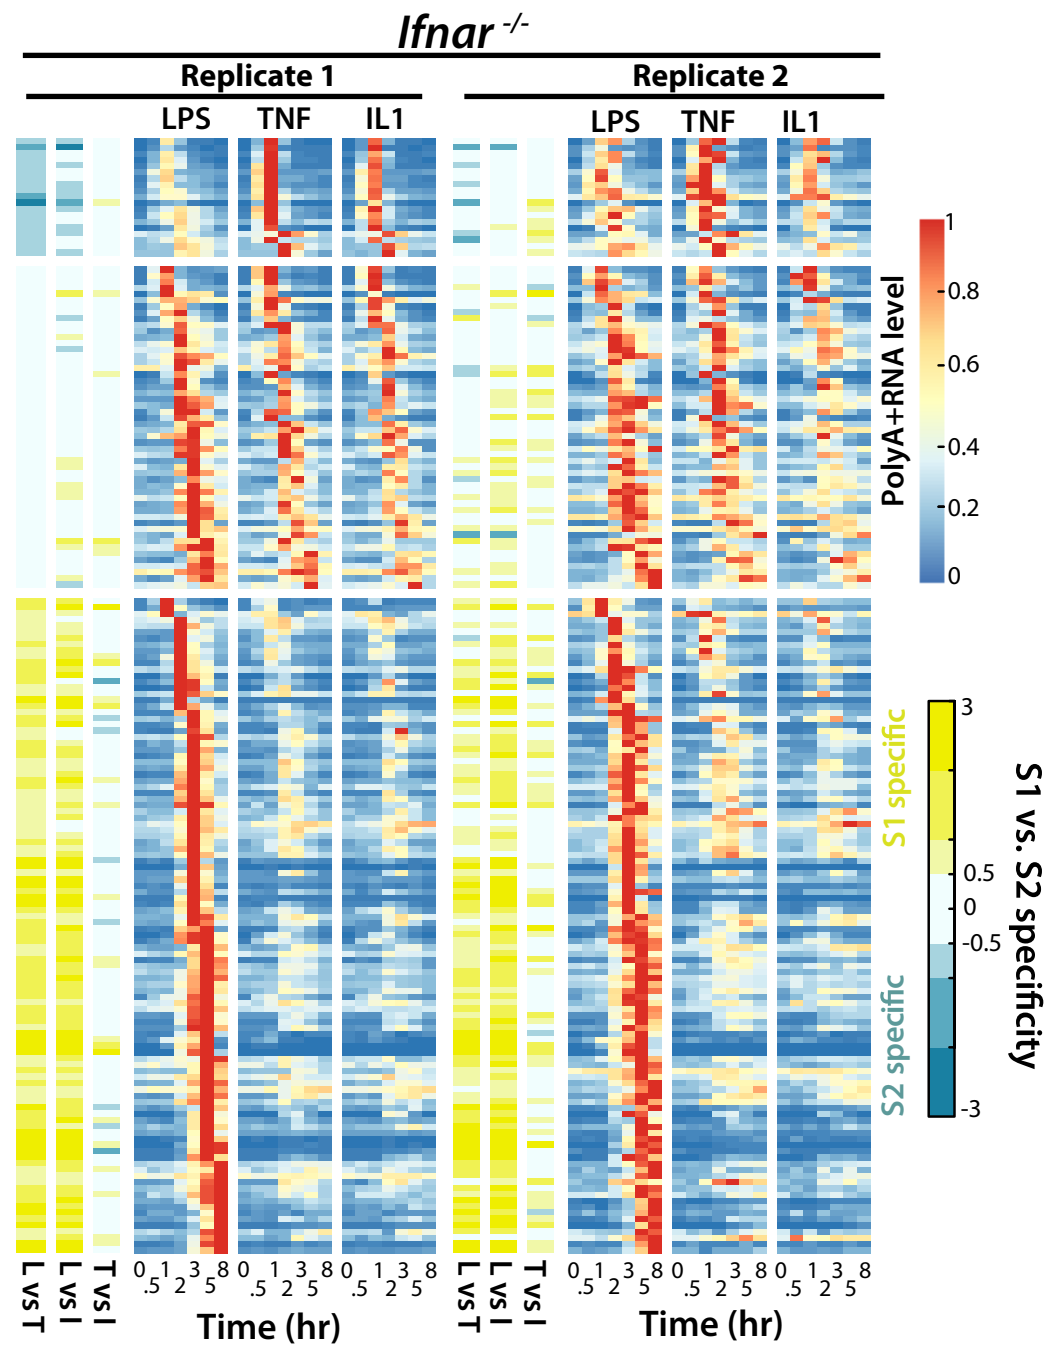 Ifnar -/-
Replicate 1
Replicate 2
LPS TNF IL1
LPS TNF IL1
1
0.8
0.6
0.4
0.2
0
PolyA+RNA level
3
0.5
0
-0.5
-3
S1 specific
S2 specific
S1 vs. S2 specificity
L vs T
L vs I
T vs I
0 .5 1 2 3 5 8
0 .5 1 2 3 5 8
0 .5 1 2 3 5 8
Time (hr)
L vs T
L vs I
T vs I
0 .5 1 2 3 5 8
0 .5 1 2 3 5 8
0 .5 1 2 3 5 8
Time (hr)